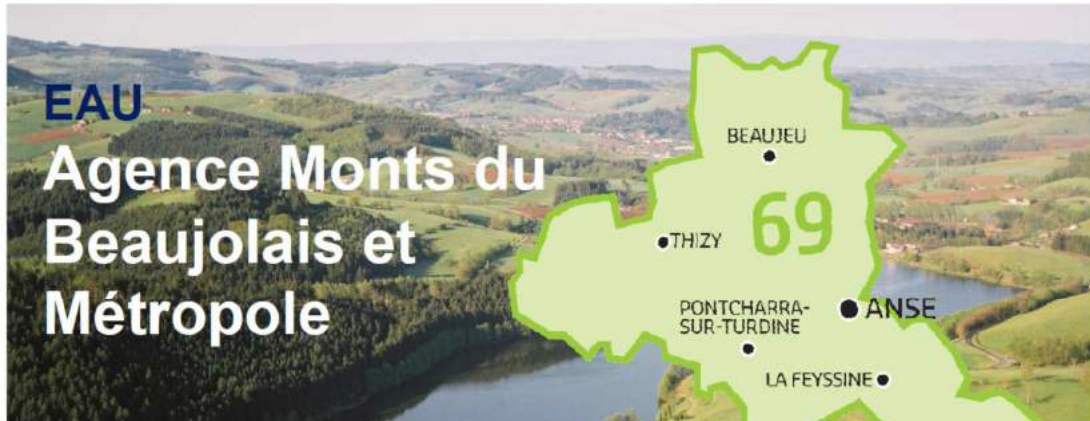 EAU
Agence Monts du
Beaujolais et
Métropole
BEAUJEU
69
THIZY
ANSE
PONTCHARRA-
SUR-TURDINE
LA FEYSSINE